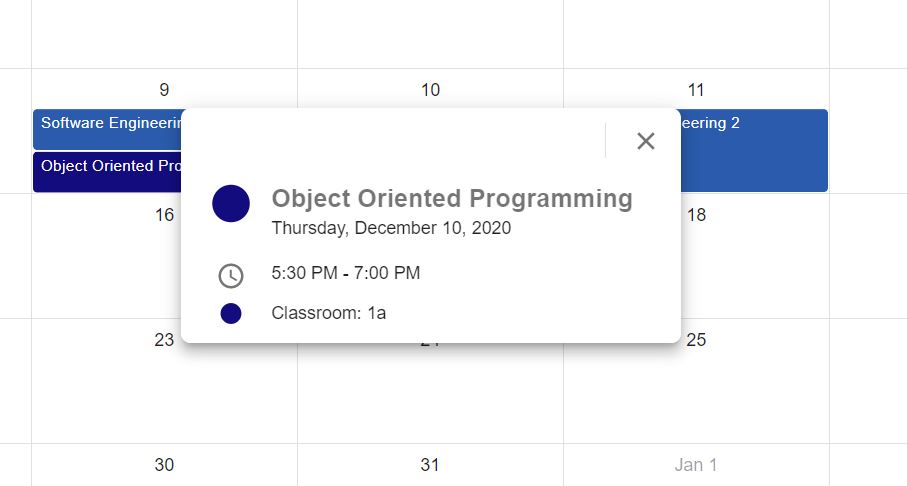 9
10
11
Software Engineerin
eering 2
Object Oriented Pro
Object Oriented Programming
Thursday, December 10, 2020
5:30 PM - 7:00 PM
Classroom: 1a
16
18
23
25
30
31
Jan 1